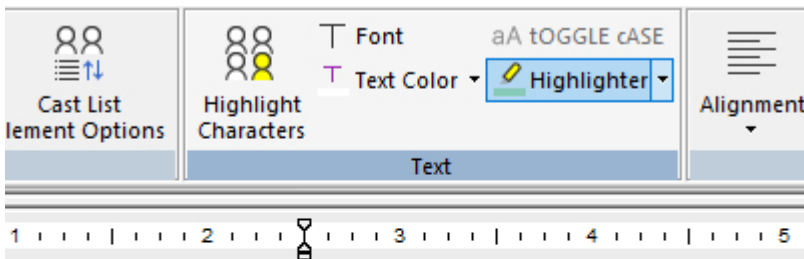 Font
aA tOGGLE cASE
Text Color
Highlighter
Cast List
lement Options
Highlight
Characters
Alignment
Text
1 2 3 4 5